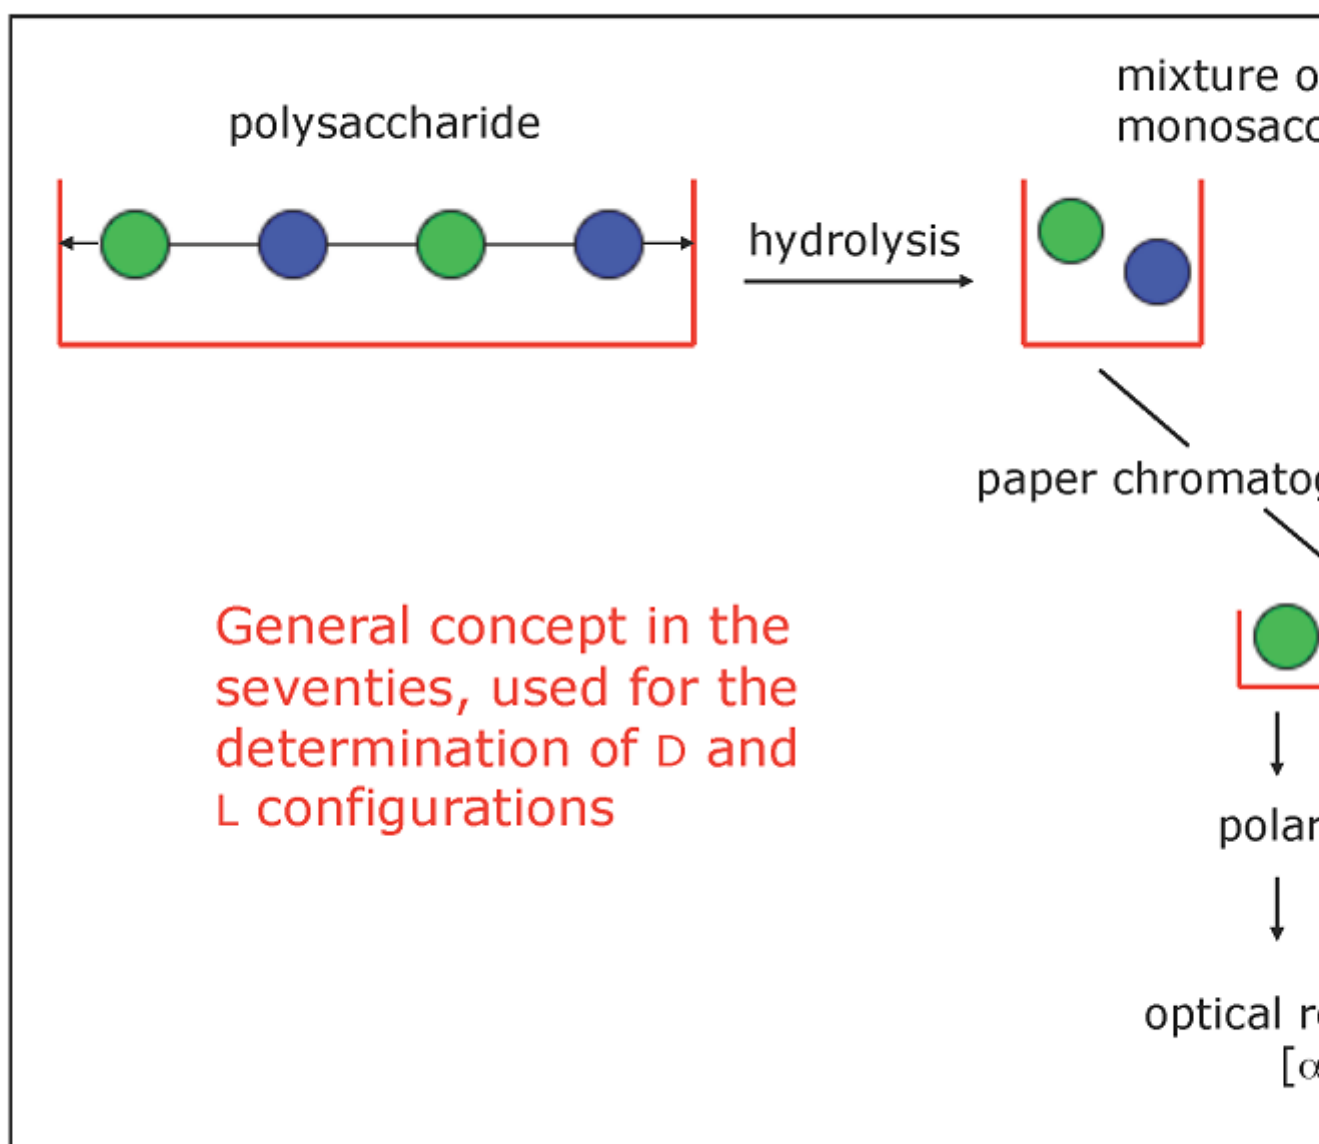 polysaccharide
mixture o
monosacc
hydrolysis
paper chromatog
General concept in the
seventies, used for the
determination of D and
L configurations
polar
optical r
[α